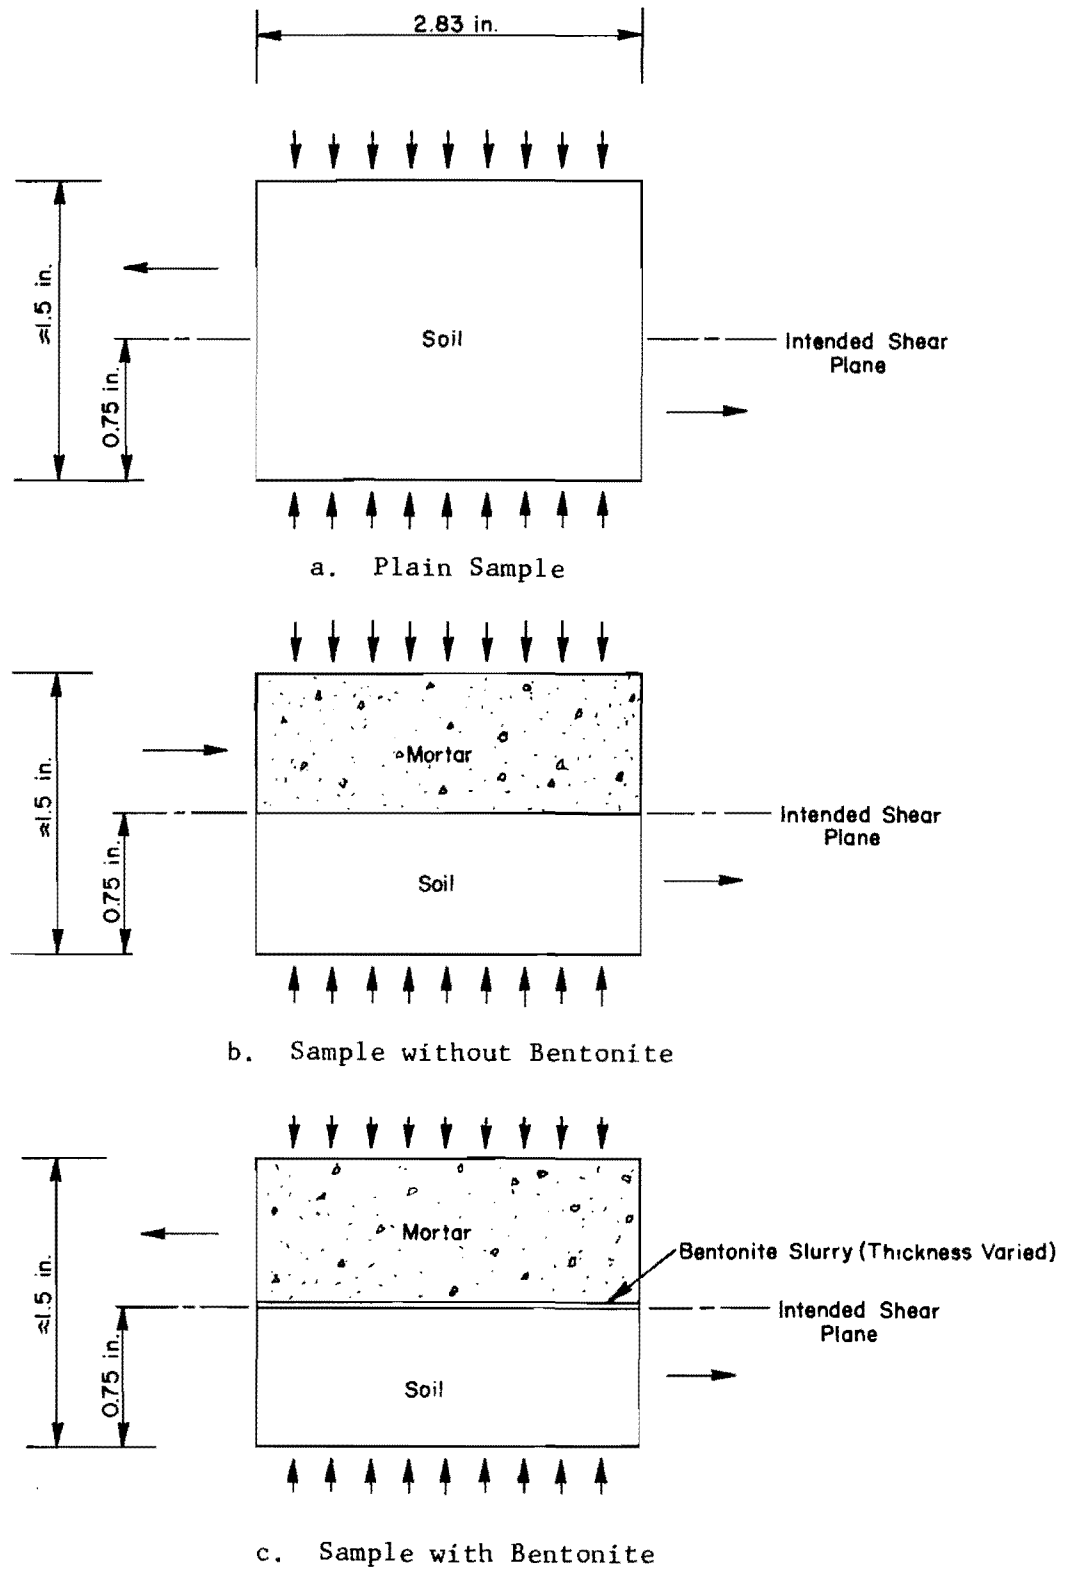 2.83 in.
≈1.5 in.
0.75 in.
Soil
Intended Shear
Plane
a. Plain Sample
≈1.5 in.
0.75 in.
Mortar
Soil
Intended Shear
Plane
b. Sample without Bentonite
≈1.5 in.
0.75 in.
Mortar
Bentonite Slurry (Thickness Varied)
Intended Shear
Plane
Soil
c. Sample with Bentonite